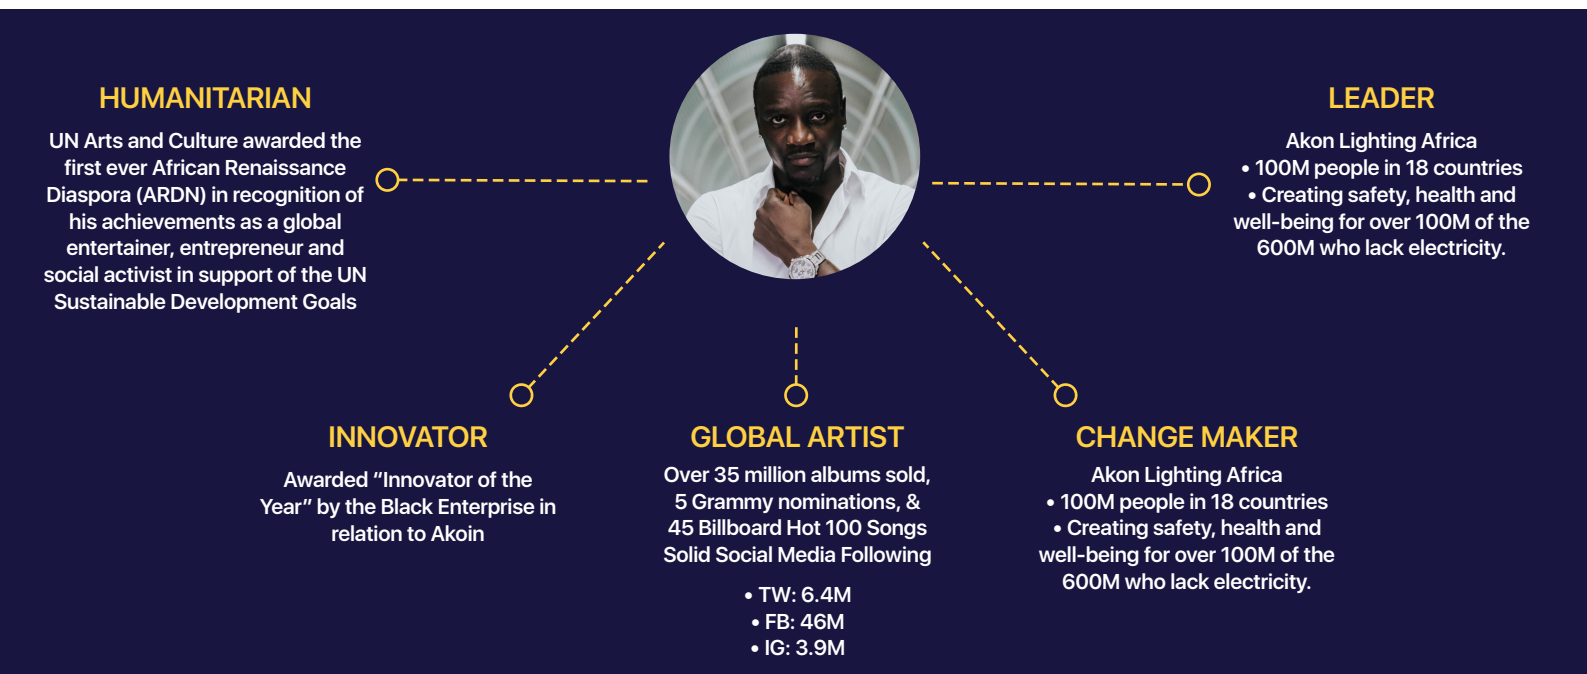 HUMANITARIAN
UN Arts and Culture awarded the
first ever African Renaissance
Diaspora (ARDN) in recognition of
his achievements as a global
entertainer, entrepreneur and
social activist in support of the UN
Sustainable Development Goals
LEADER
Akon Lighting Africa
• 100M people in 18 countries
• Creating safety, health and
well-being for over 100M of the
600M who lack electricity.
INNOVATOR
Awarded “Innovator of the
Year” by the Black Enterprise in
relation to Akoin
GLOBAL ARTIST
Over 35 million albums sold,
5 Grammy nominations, &
45 Billboard Hot 100 Songs
Solid Social Media Following
• TW: 6.4M
• FB: 46M
• IG: 3.9M
CHANGE MAKER
Akon Lighting Africa
• 100M people in 18 countries
• Creating safety, health and
well-being for over 100M of the
600M who lack electricity.